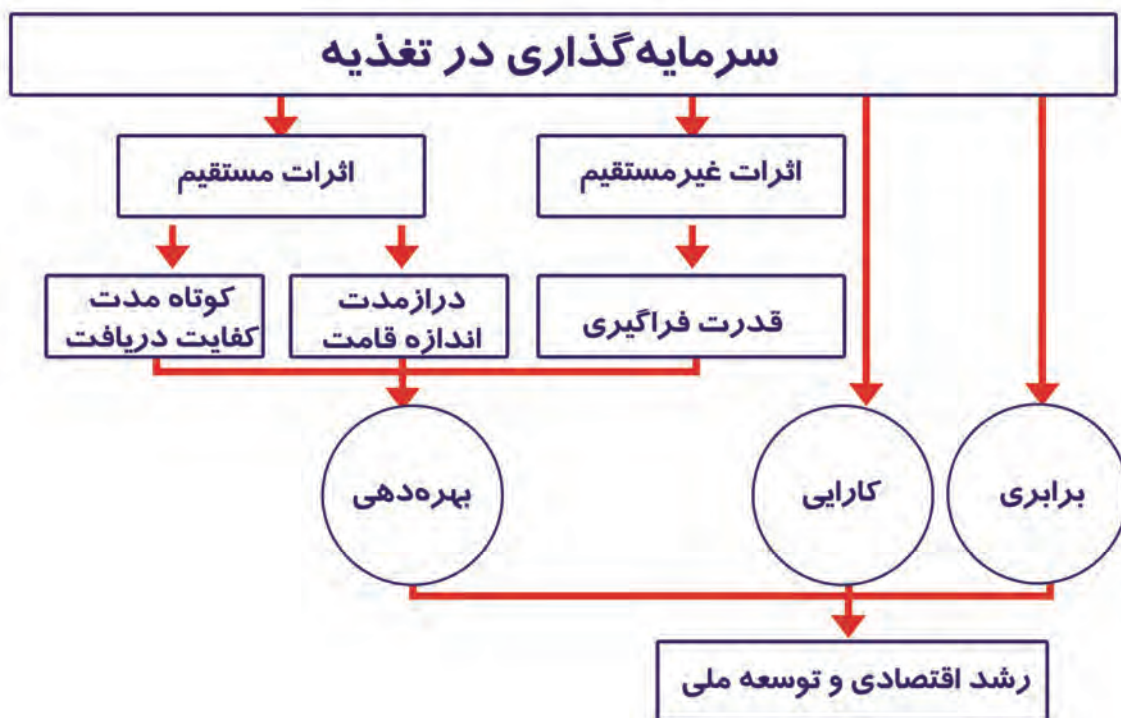 سرمایه‌گذاری در تغذیه
اثرات غیرمستقیم
اثرات مستقیم
قدرت فراگیری
درازمدت
اندازه قامت
کوتاه مدت
کفایت دریافت
برابری
کارایی
بهره‌دهی
رشد اقتصادی و توسعه ملی